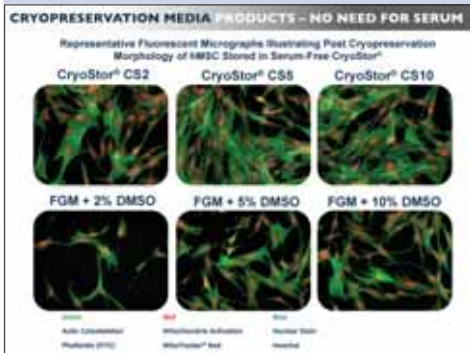 CRYOPRESERVATION MEDIA PRODUCTS – NO NEED FOR SERUM
Representative Fluorescent Micrographs Illustrating Post Cryopreservation
Morphology of hMSC Stored in Serum-Free CryoStor®
CryoStor® CS2 CryoStor® CS5 CryoStor® CS10
FGM + 2% DMSO FGM + 5% DMSO FGM + 10% DMSO
Green Red Blue
Actin Cytoskeleton Mitochondria Activation Nuclear Stain
Phalloidin (FITC) MitoTracker® Red Hoechst